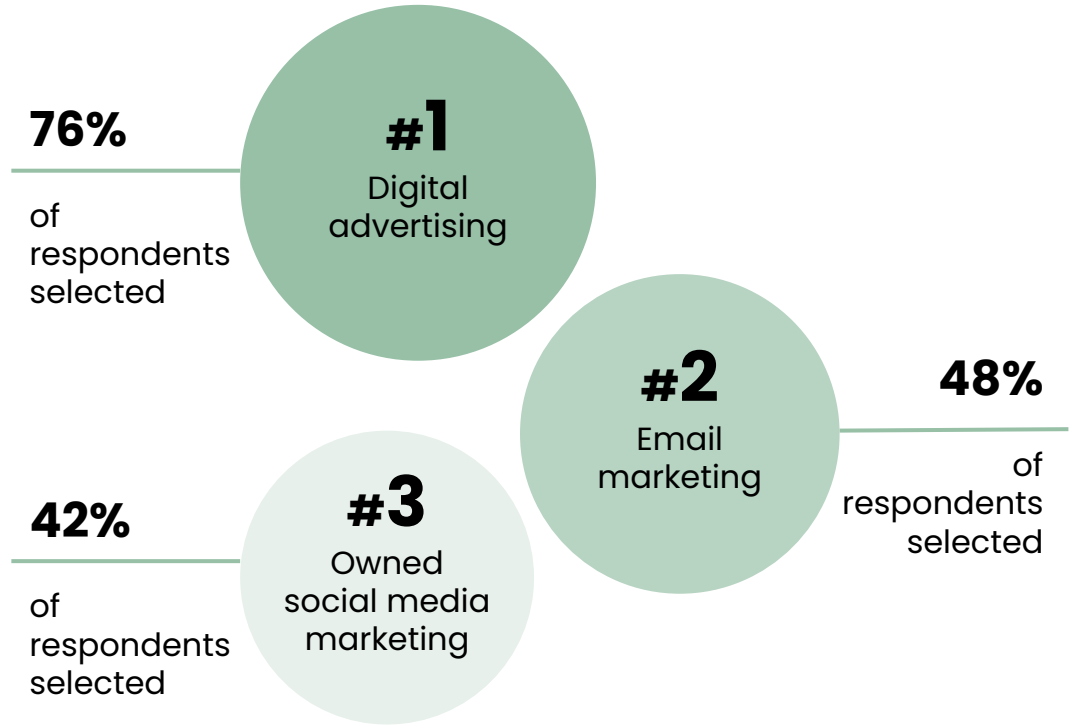 76%
of
respondents
selected
#1
Digital
advertising
#2
Email
marketing
48%
of
respondents
selected
42%
of
respondents
selected
#3
Owned
social media
marketing